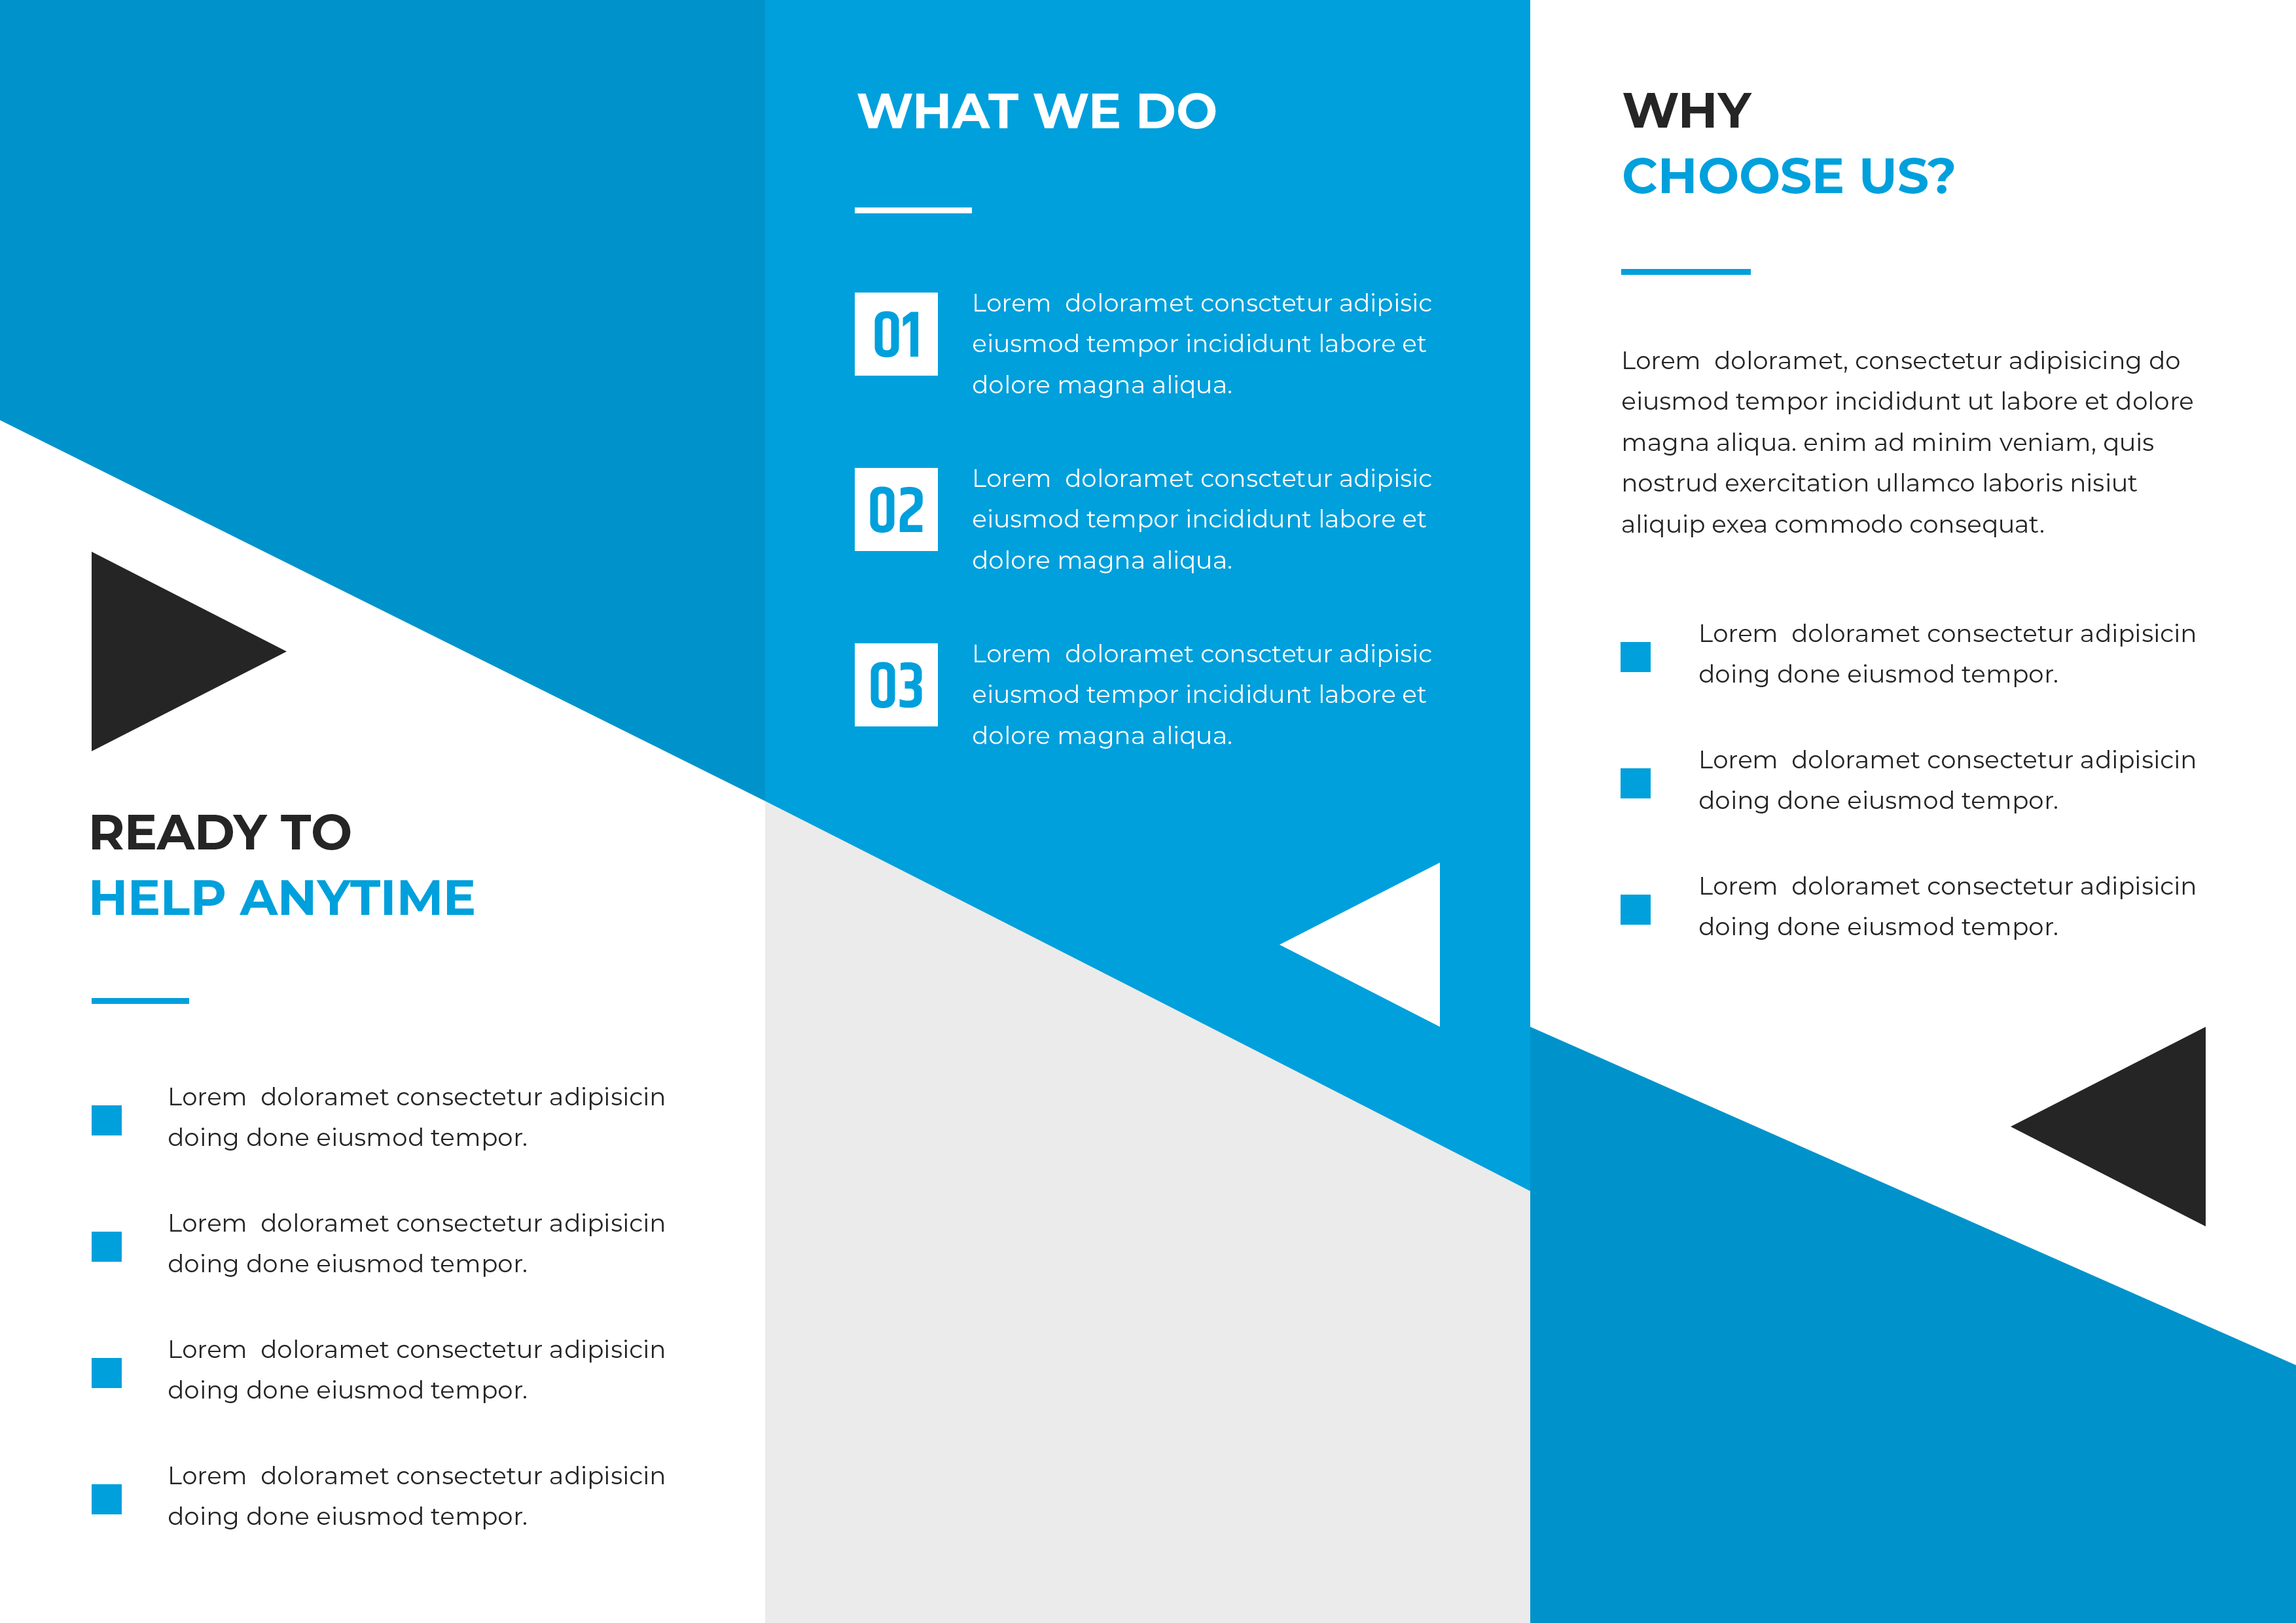 READY TO
HELP ANYTIME
Lorem  doloramet consectetur adipisicin
doing done eiusmod tempor.
Lorem  doloramet consectetur adipisicin
doing done eiusmod tempor.
Lorem  doloramet consectetur adipisicin
doing done eiusmod tempor.
Lorem  doloramet consectetur adipisicin
doing done eiusmod tempor.
WHAT WE DO
01
Lorem  doloramet consctetur adipisic
eiusmod tempor incididunt labore et
dolore magna aliqua.
02
Lorem  doloramet consctetur adipisic
eiusmod tempor incididunt labore et
dolore magna aliqua.
03
Lorem  doloramet consctetur adipisic
eiusmod tempor incididunt labore et
dolore magna aliqua.
WHY
CHOOSE US?
Lorem  doloramet, consectetur adipisicing do
eiusmod tempor incididunt ut labore et dolore
magna aliqua. enim ad minim veniam, quis
nostrud exercitation ullamco laboris nisiut
aliquip exea commodo consequat.
Lorem  doloramet consectetur adipisicin
doing done eiusmod tempor.
Lorem  doloramet consectetur adipisicin
doing done eiusmod tempor.
Lorem  doloramet consectetur adipisicin
doing done eiusmod tempor.